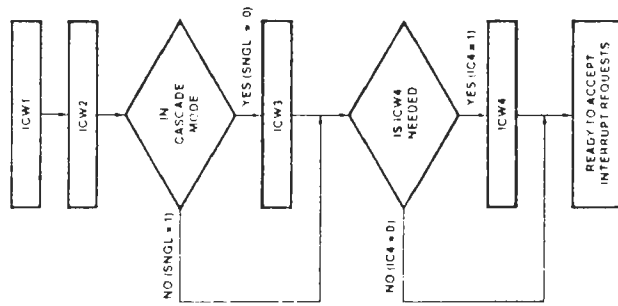 ICW1
ICW2
IN
CASCADE
MODE
NO (SNGL = 1)
YES (SNGL = 0)
ICW3
IS ICW4
NEEDED
NO (IC4 = 0)
YES (IC4 = 1)
ICW4
READY TO ACCEPT
INTERRUPT REQUESTS